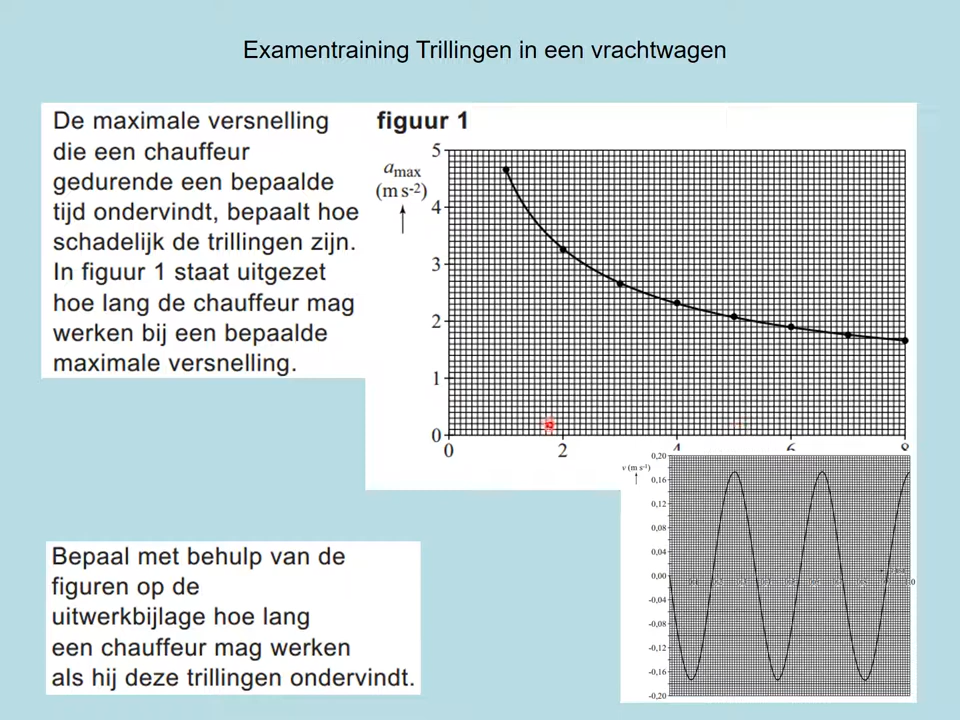 Examentraining Trillingen in een vrachtwagen
De maximale versnelling
die een chauffeur
gedurende een bepaalde
tijd ondervindt, bepaalt hoe
schadelijk de trillingen zijn.
In figuur 1 staat uitgezet
hoe lang de chauffeur mag
werken bij een bepaalde
maximale versnelling.
figuur 1
a max
(m s-2)
5
4
3
2
1
0
0 2 4 6 8
v (m s-1)
0,20
0,16
0,12
0,08
0,04
0,00
-0,04
-0,08
-0,12
-0,16
-0,20
Bepaal met behulp van de
figuren op de
uitwerkbijlage hoe lang
een chauffeur mag werken
als hij deze trillingen ondervindt.